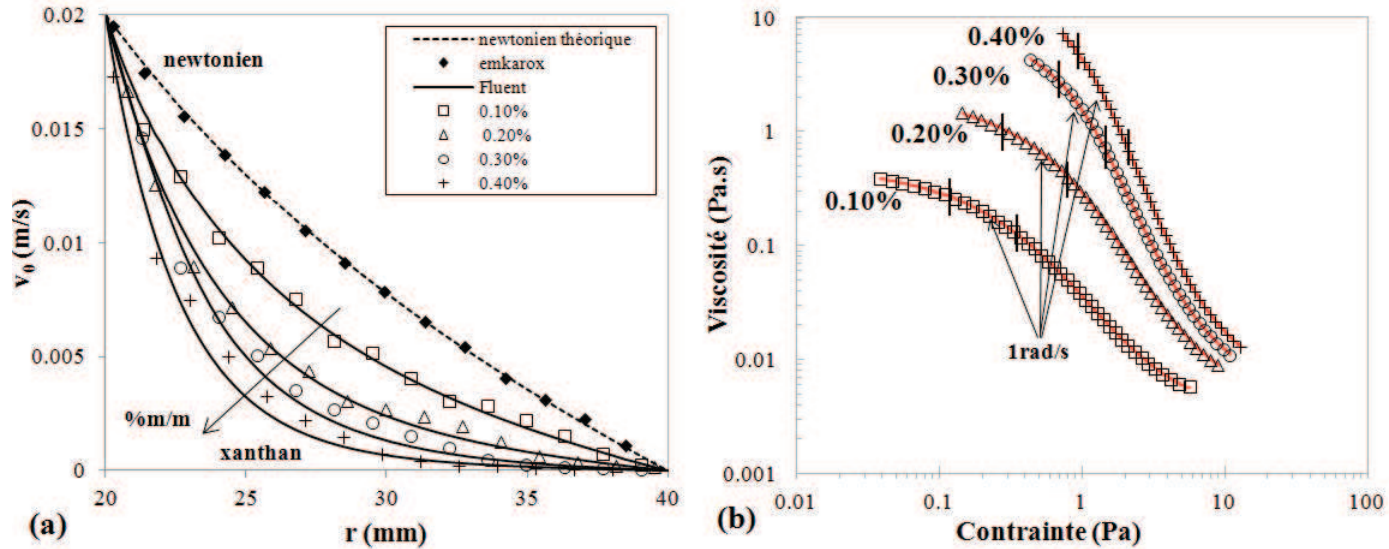 0.02
0.015
0.01
0.005
0
v₀ (m/s)
newtonien
newtonien théorique
emkarox
Fluent
0.10%
0.20%
0.30%
0.40%
%m/m
xanthan
20
25
30
35
40
(a)
r (mm)
10
1
0.1
0.01
0.001
Viscosité (Pa.s)
0.40%
0.30%
0.20%
0.10%
1rad/s
0.01
0.1
1
10
100
(b)
Contrainte (Pa)